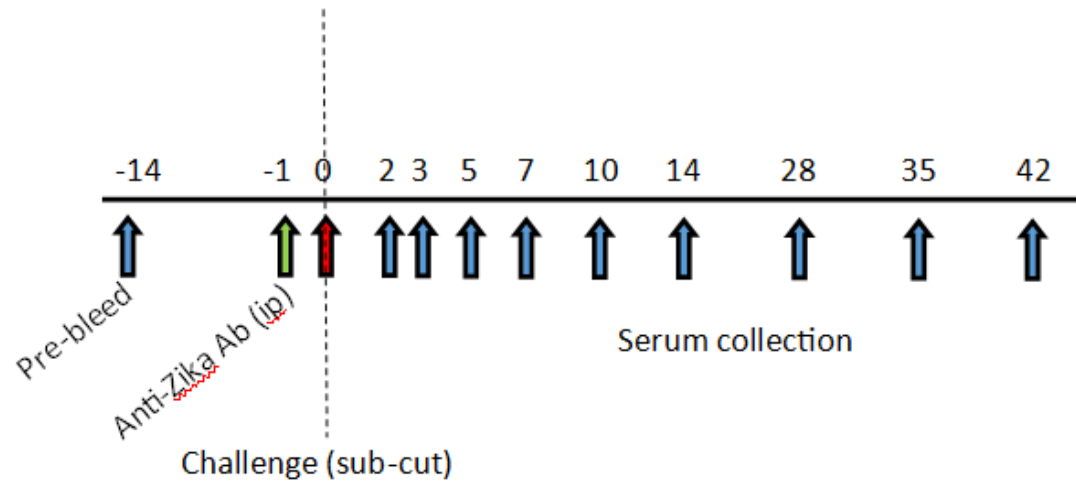 -14 -1 0 2 3 5 7 10 14 28 35 42
Pre-bleed
Anti-Zika Ab (ip)
Serum collection
Challenge (sub-cut)